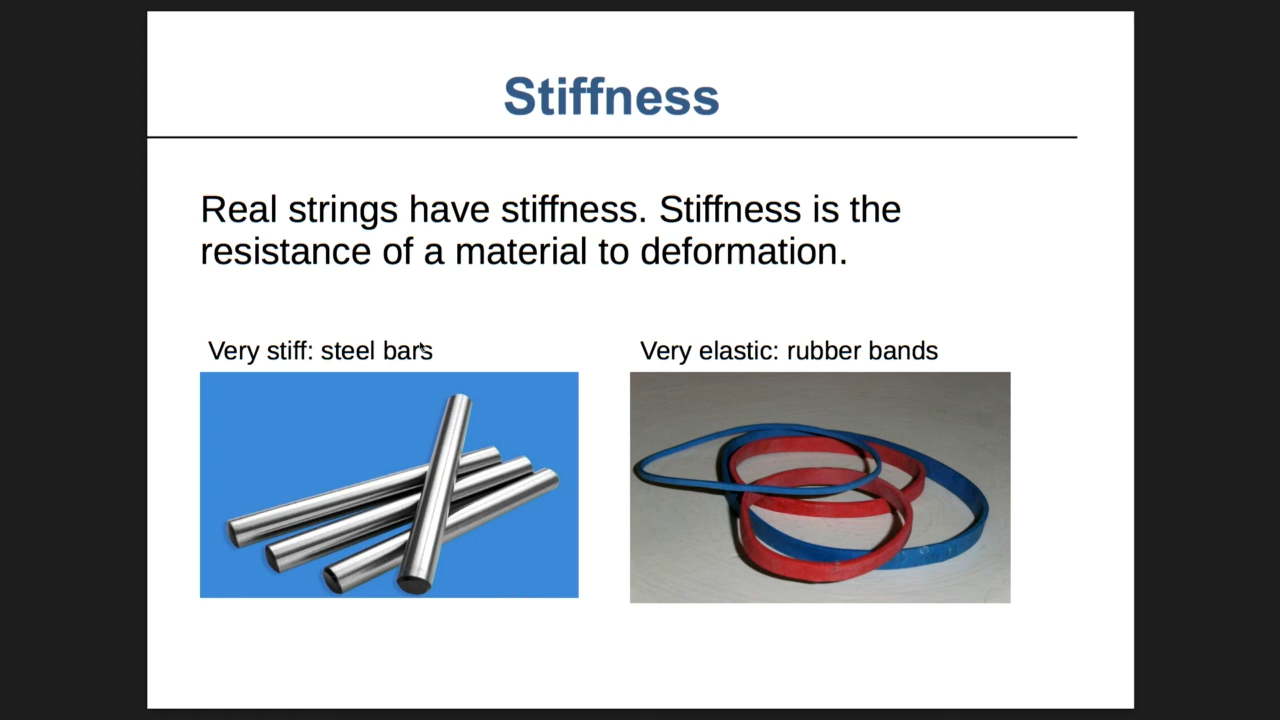 Stiffness
Real strings have stiffness. Stiffness is the
resistance of a material to deformation.
Very stiff: steel bars
Very elastic: rubber bands